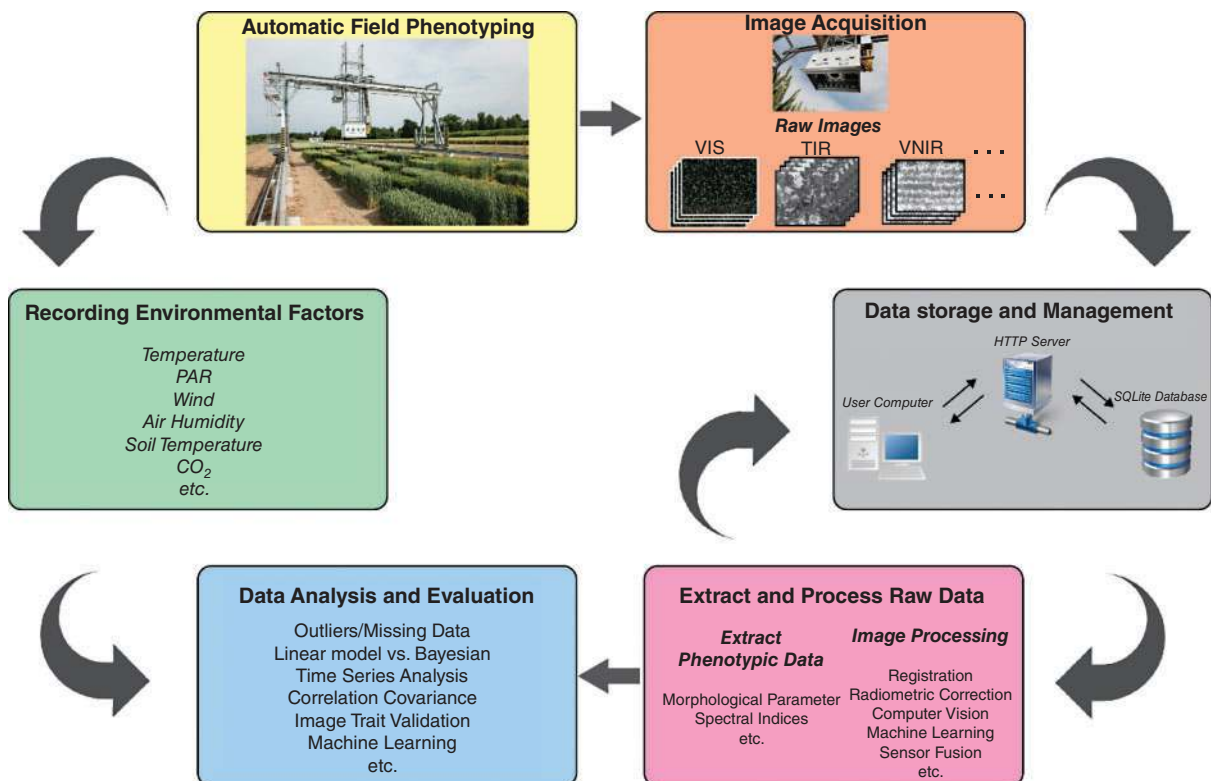 Automatic Field Phenotyping
Image Acquisition
Raw Images
VIS
TIR
VNIR
. . .
. . .
Recording Environmental Factors
Temperature
PAR
Wind
Air Humidity
Soil Temperature
CO2
etc.
Data storage and Management
HTTP Server
User Computer
SQLite Database
Data Analysis and Evaluation
Outliers/Missing Data
Linear model vs. Bayesian
Time Series Analysis
Correlation Covariance
Image Trait Validation
Machine Learning
etc.
Extract and Process Raw Data
Extract
Phenotypic Data
Morphological Parameter
Spectral Indices
etc.
Image Processing
Registration
Radiometric Correction
Computer Vision
Machine Learning
Sensor Fusion
etc.